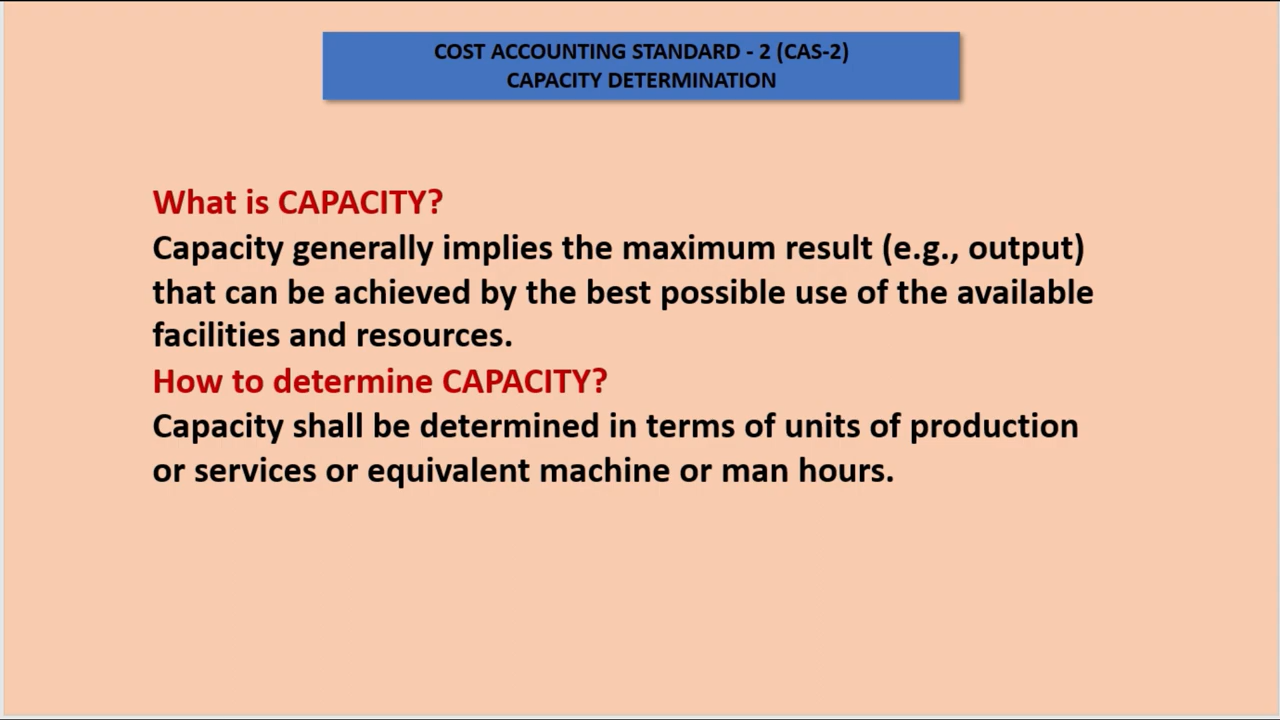 COST ACCOUNTING STANDARD - 2 (CAS-2)
CAPACITY DETERMINATION
What is CAPACITY?
Capacity generally implies the maximum result (e.g., output)
that can be achieved by the best possible use of the available
facilities and resources.
How to determine CAPACITY?
Capacity shall be determined in terms of units of production
or services or equivalent machine or man hours.